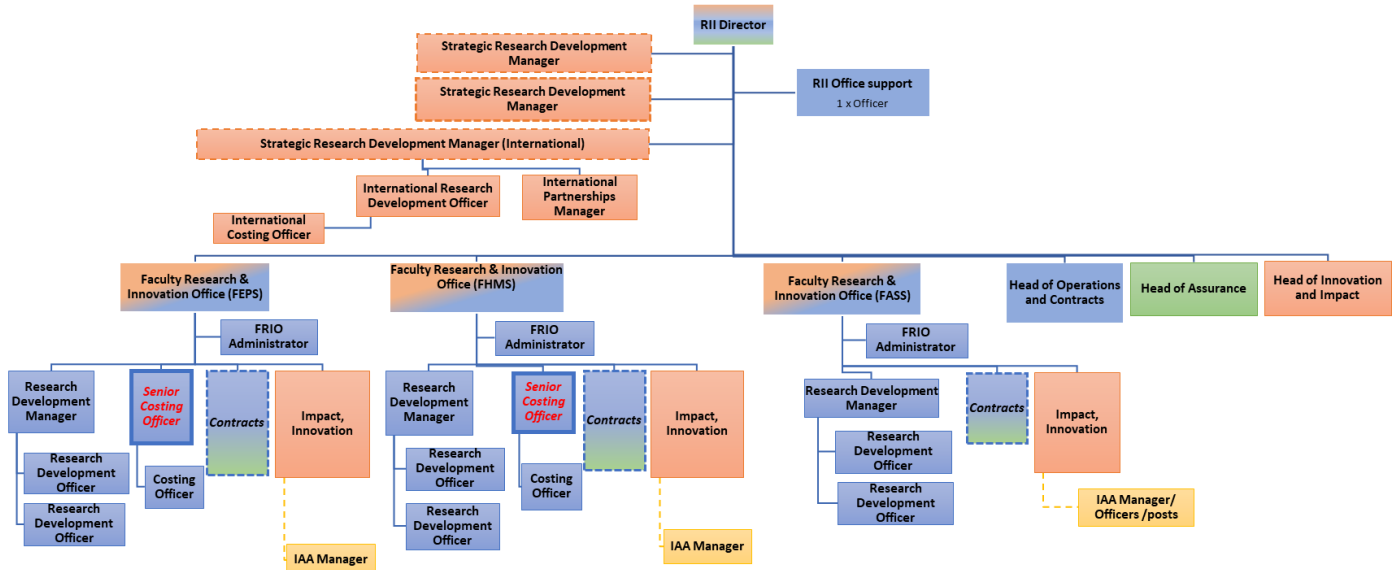 RII Director
Strategic Research Development
Manager
RII Office support
1 x Officer
Strategic Research Development
Manager
Strategic Research Development Manager (International)
International Research
Development Officer
International
Partnerships
Manager
International
Costing Officer
Faculty Research &
Innovation Office (FEPS)
Faculty Research & Innovation
Office (FHMS)
Faculty Research &
Innovation Office (FASS)
Head of Operations
and Contracts
Head of Assurance
Head of Innovation
and Impact
FRIO
Administrator
Research
Development
Manager
Senior
Costing
Officer
Contracts
Impact,
Innovation
Research
Development
Officer
Costing
Officer
Research
Development
Officer
IAA Manager
FRIO
Administrator
Research
Development
Manager
Senior
Costing
Officer
Contracts
Impact,
Innovation
Research
Development
Officer
Costing
Officer
Research
Development
Officer
IAA Manager
FRIO
Administrator
Research
Development Manager
Contracts
Impact,
Innovation
Research
Development
Officer
Research
Development
Officer
IAA Manager/
Officers /posts